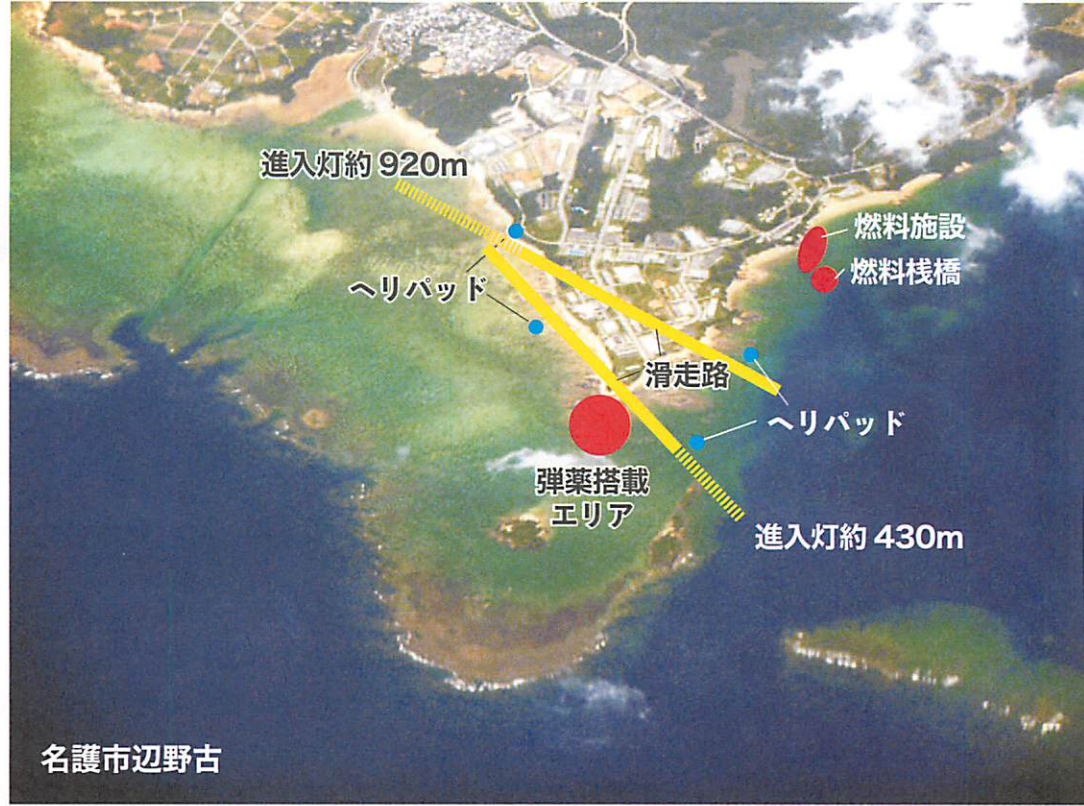 進入灯約 920m
ヘリパッド
燃料施設
燃料桟橋
滑走路
ヘリパッド
弾薬搭載
エリア
進入灯約 430m
名護市辺野古